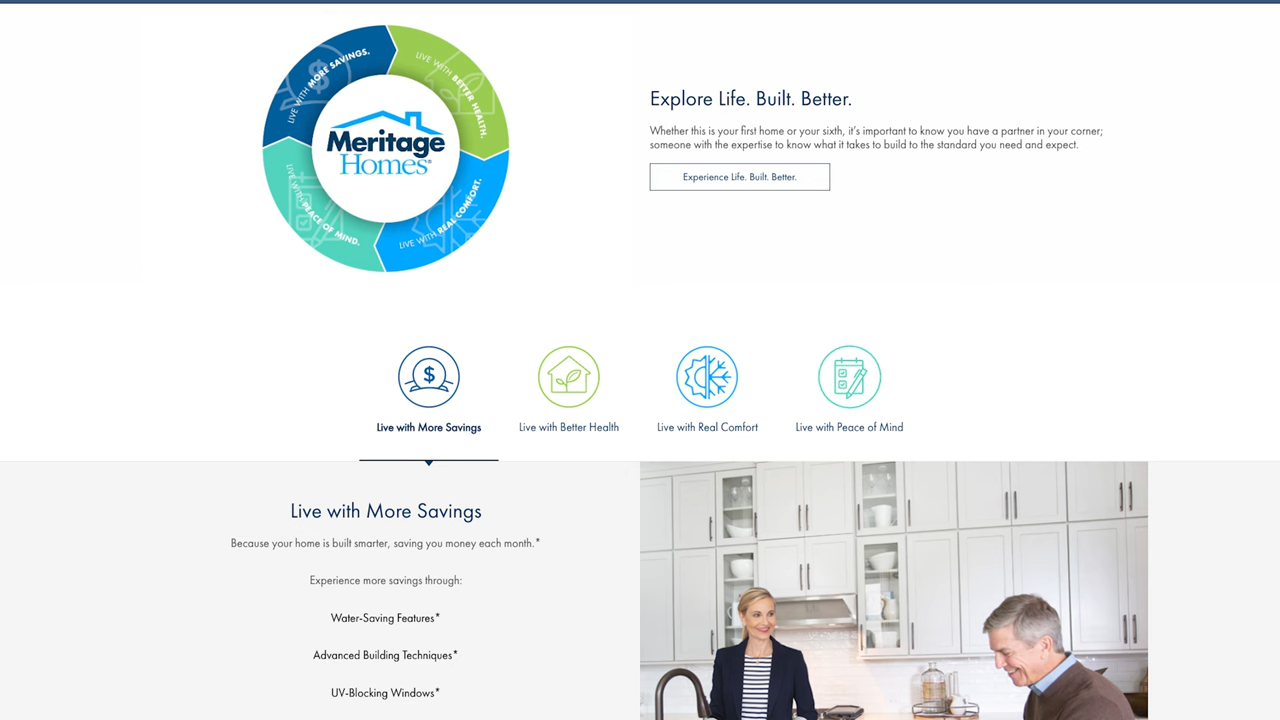 LIVE WITH MORE SAVINGS.
LIVE WITH BETTER HEALTH.
Meritage
Homes®
LIVE WITH PEACE OF MIND.
LIVE WITH REAL COMFORT.
Explore Life. Built. Better.
Whether this is your first home or your sixth, it's important to know you have a partner in your corner;
someone with the expertise to know what it takes to build to the standard you need and expect.
Experience Life. Built. Better.
Live with More Savings
Live with Better Health
Live with Real Comfort
Live with Peace of Mind
Live with More Savings
Because your home is built smarter, saving you money each month.*
Experience more savings through:
Water-Saving Features*
Advanced Building Techniques*
UV-Blocking Windows*